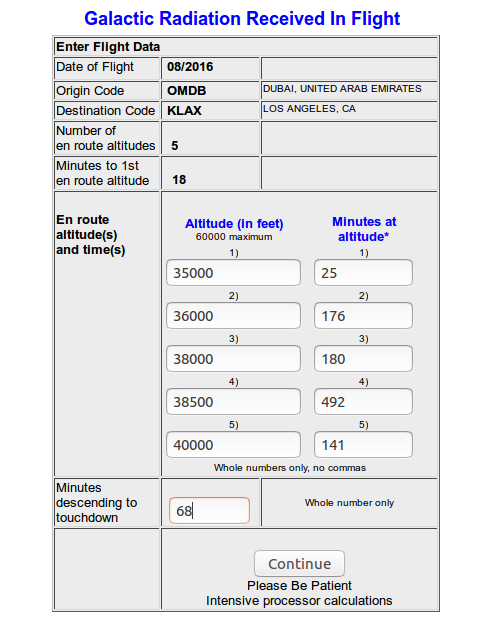 Galactic Radiation Received In Flight
Enter Flight Data
Date of Flight 08/2016
Origin Code OMDB DUBAI, UNITED ARAB EMIRATES
Destination Code KLAX LOS ANGELES, CA
Number of
en route altitudes 5
Minutes to 1st
en route altitude 18
En route
altitude(s)
and time(s)
Altitude (in feet) Minutes at
60000 maximum altitude*
1) 1)
35000 25
2) 2)
36000 176
3) 3)
38000 180
4) 4)
38500 492
5) 5)
40000 141
Whole numbers only, no commas
Minutes
descending to
touchdown
68 Whole number only
Continue
Please Be Patient
Intensive processor calculations